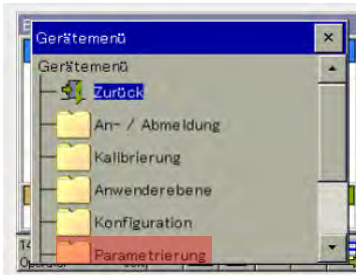 Gerätemenü
Gerätemenü
Zurück
An- / Abmeldung
Kalibrierung
Anwenderebene
Konfiguration
Parametrierung